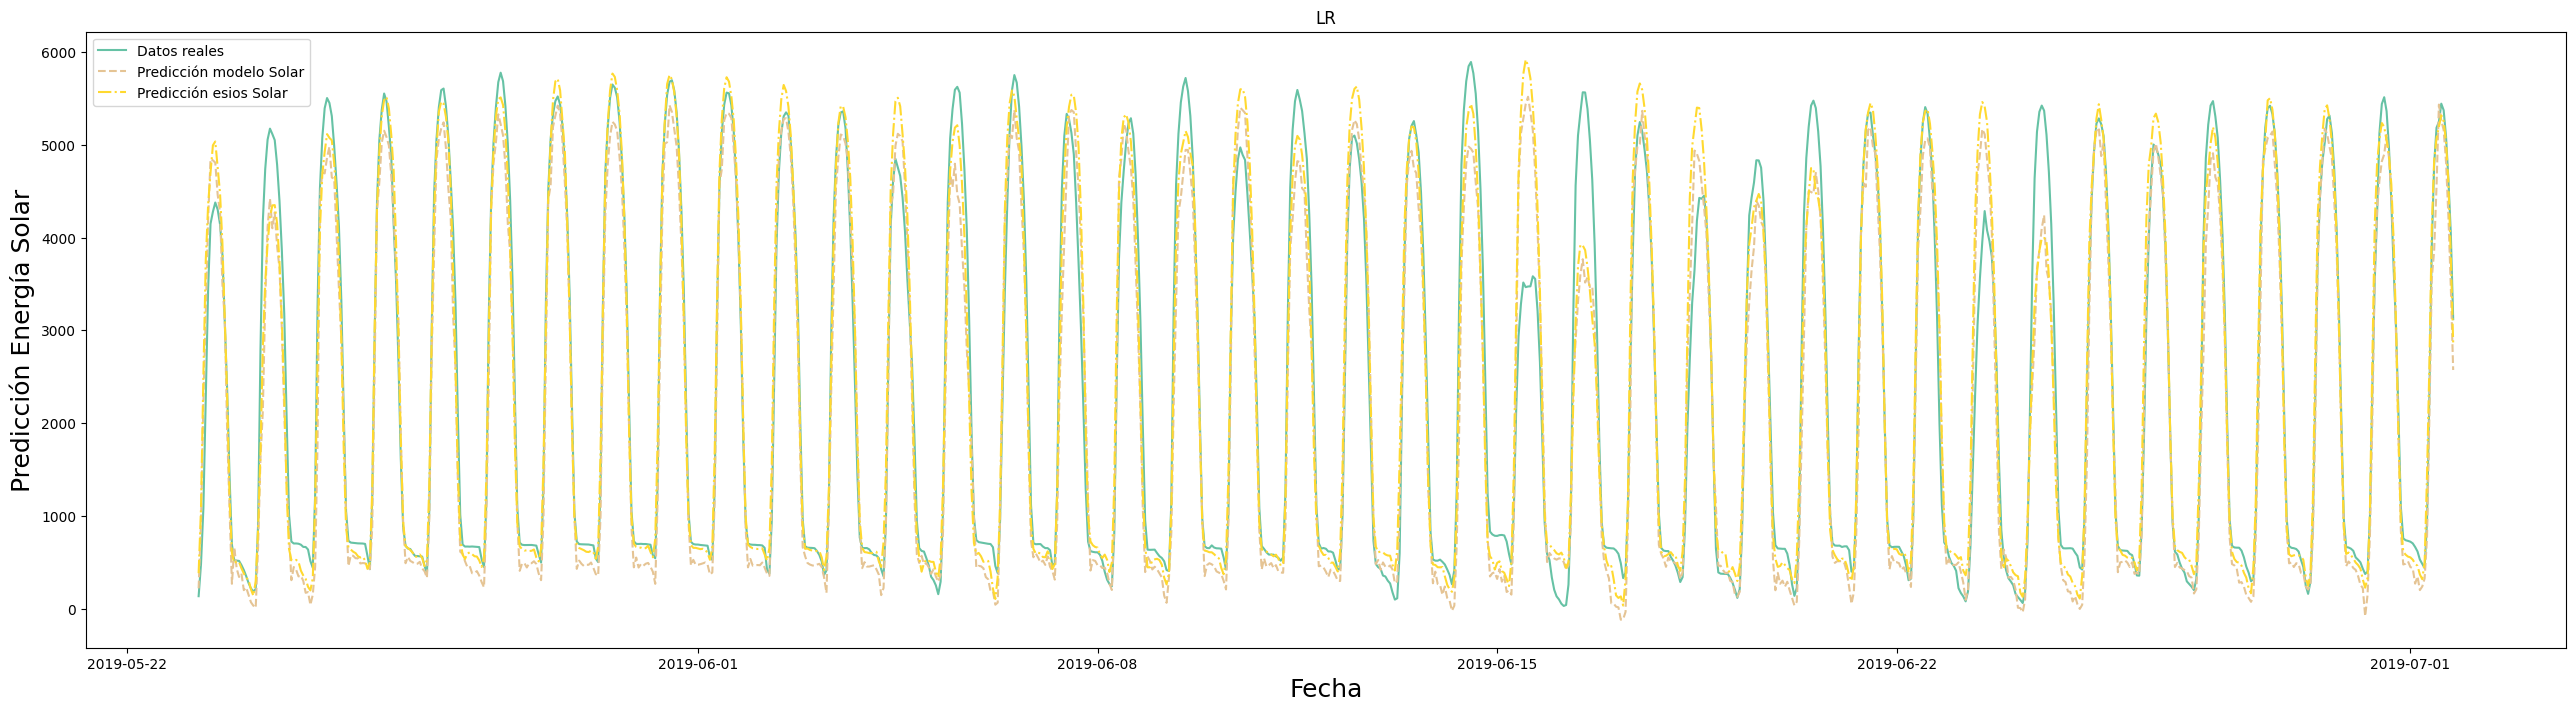 LR
Datos reales
Predicción modelo Solar
Predicción esios Solar
Predicción Energía Solar
6000
5000
4000
3000
2000
1000
0
2019-05-22
2019-06-01
2019-06-08
2019-06-15
2019-06-22
2019-07-01
Fecha